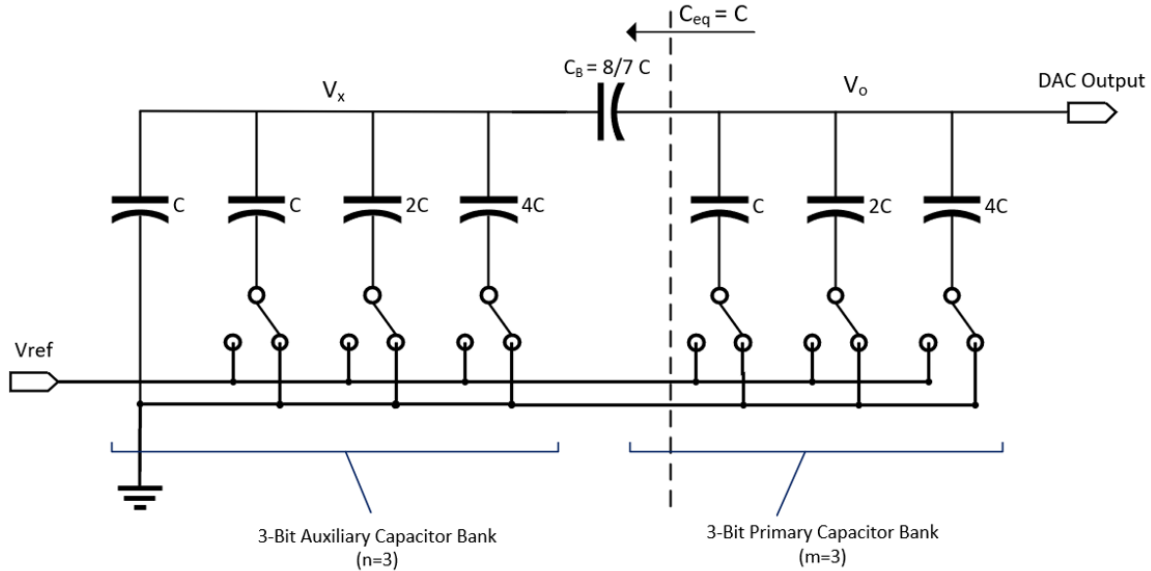 C_eq = C
C_B = 8/7 C
V_x
V_o
DAC Output
C
C
2C
4C
C
2C
4C
Vref
3-Bit Auxiliary Capacitor Bank
(n=3)
3-Bit Primary Capacitor Bank
(m=3)